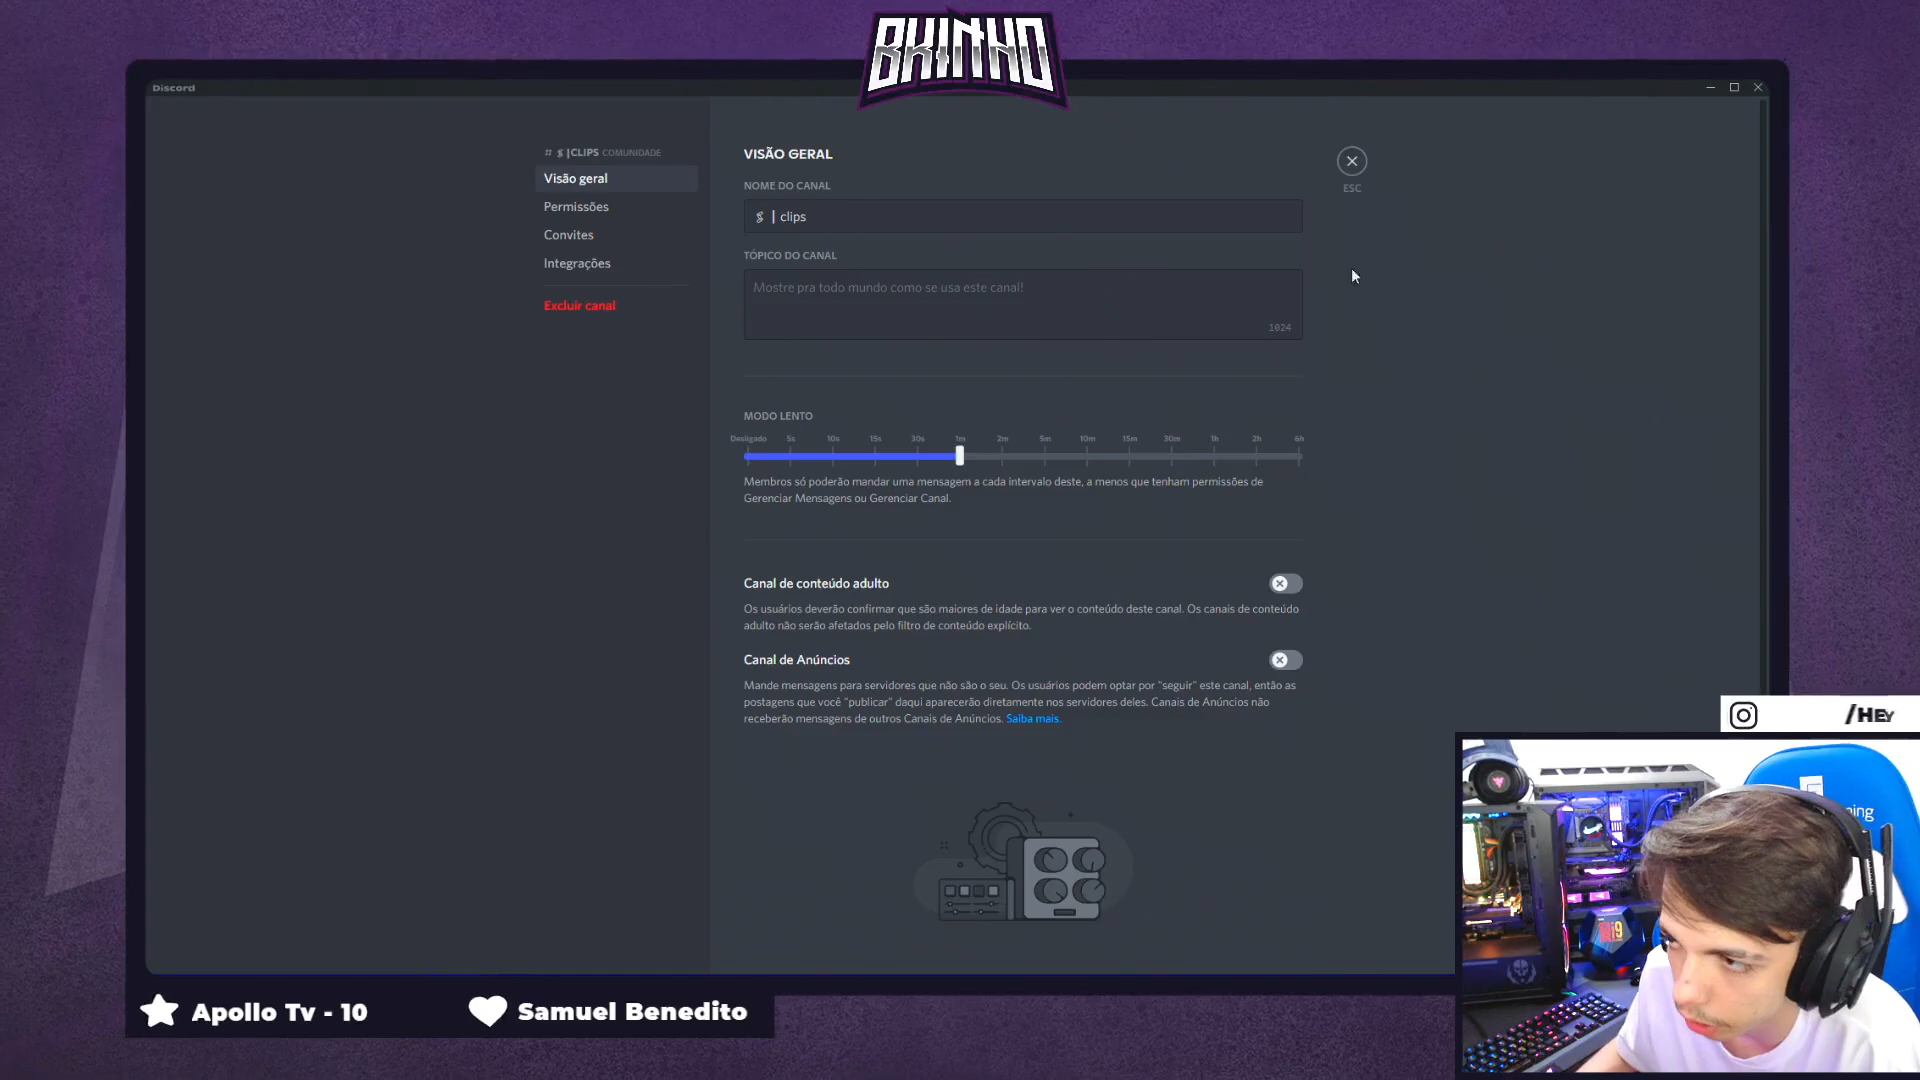 BKINHO
Discord
# | CLIPS COMUNIDADE
Visão geral
Permissões
Convites
Integrações
Excluir canal
VISÃO GERAL
ESC
NOME DO CANAL
| clips
TÓPICO DO CANAL
Mostre pra todo mundo como se usa este canal!
1024
MODO LENTO
Desligado 5s 10s 15s 30s 1m 2m 5m 10m 15m 30m 1h 2h 6h
Membros só poderão mandar uma mensagem a cada intervalo deste, a menos que tenham permissões de
Gerenciar Mensagens ou Gerenciar Canal.
Canal de conteúdo adulto
Os usuários deverão confirmar que são maiores de idade para ver o conteúdo deste canal. Os canais de conteúdo
adulto não serão afetados pelo filtro de conteúdo explícito.
Canal de Anúncios
Mande mensagens para servidores que não são o seu. Os usuários podem optar por "seguir" este canal, então as
postagens que você "publicar" daqui aparecerão diretamente nos servidores deles. Canais de Anúncios não
receberão mensagens de outros Canais de Anúncios. Saiba mais.
/HEY
ning
i9
Apollo Tv - 10
Samuel Benedito